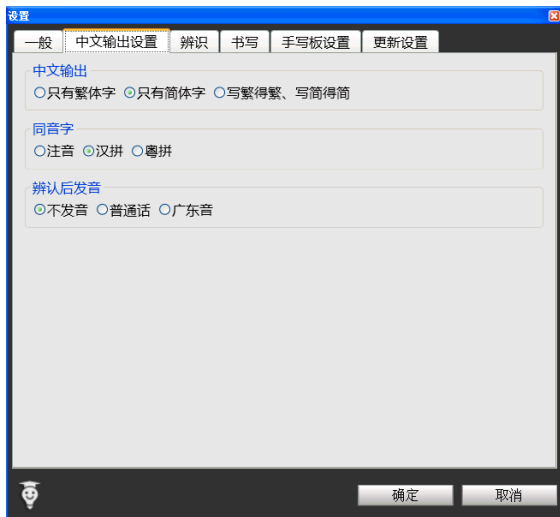 设置
一般 中文输出设置 辨识 书写 手写板设置 更新设置
中文输出
只有繁体字 只有简体字 写繁得繁、写简得简
同音字
注音 汉拼 粤拼
辨认后发音
不发音 普通话 广东音
确定 取消